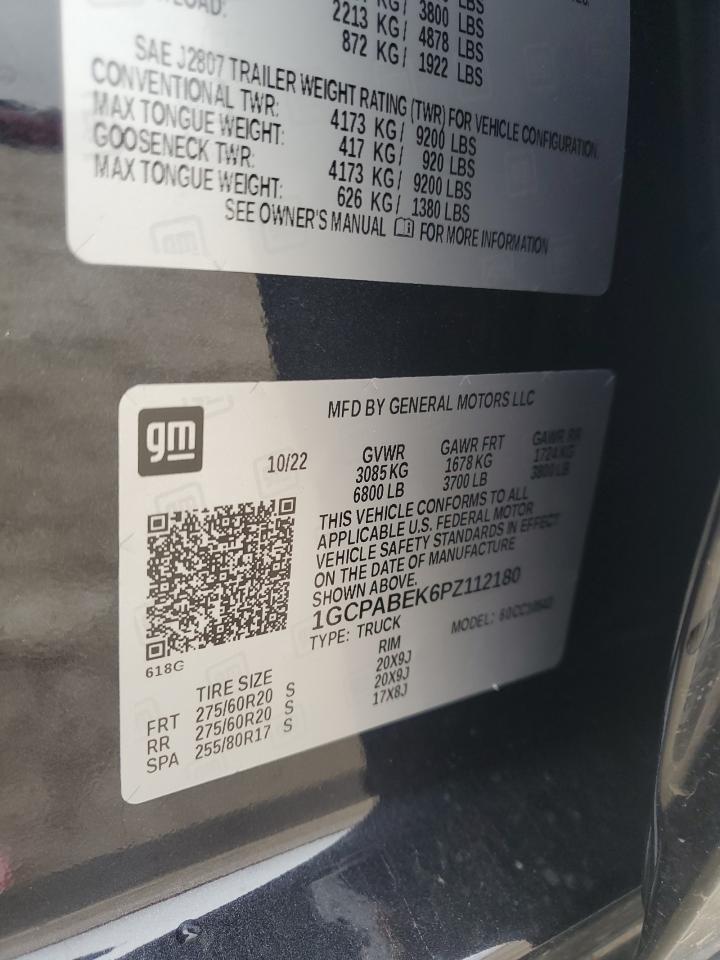 3800 LBS
2213 KG / 4878 LBS
872 KG / 1922 LBS
SAE J2807 TRAILER WEIGHT RATING (TWR) FOR VEHICLE CONFIGURATION
CONVENTIONAL TWR: 4173 KG / 9200 LBS
MAX TONGUE WEIGHT: 417 KG / 920 LBS
GOOSENECK TWR: 4173 KG / 9200 LBS
MAX TONGUE WEIGHT: 626 KG / 1380 LBS
SEE OWNER'S MANUAL FOR MORE INFORMATION
gm
MFD BY GENERAL MOTORS LLC
gm
10/22 GVWR GAWR FRT GAWR RR
3085 KG 1678 KG 1724 KG
6800 LB 3700 LB 3800 LB
THIS VEHICLE CONFORMS TO ALL
APPLICABLE U.S. FEDERAL MOTOR
VEHICLE SAFETY STANDARDS IN EFFECT
ON THE DATE OF MANUFACTURE
SHOWN ABOVE.
1GCPABEK6PZ112180
TYPE: TRUCK MODEL:
618G
TIRE SIZE RIM
FRT 275/60R20 S 20X9J
RR 275/60R20 S 20X9J
SPA 255/80R17 S 17X8J